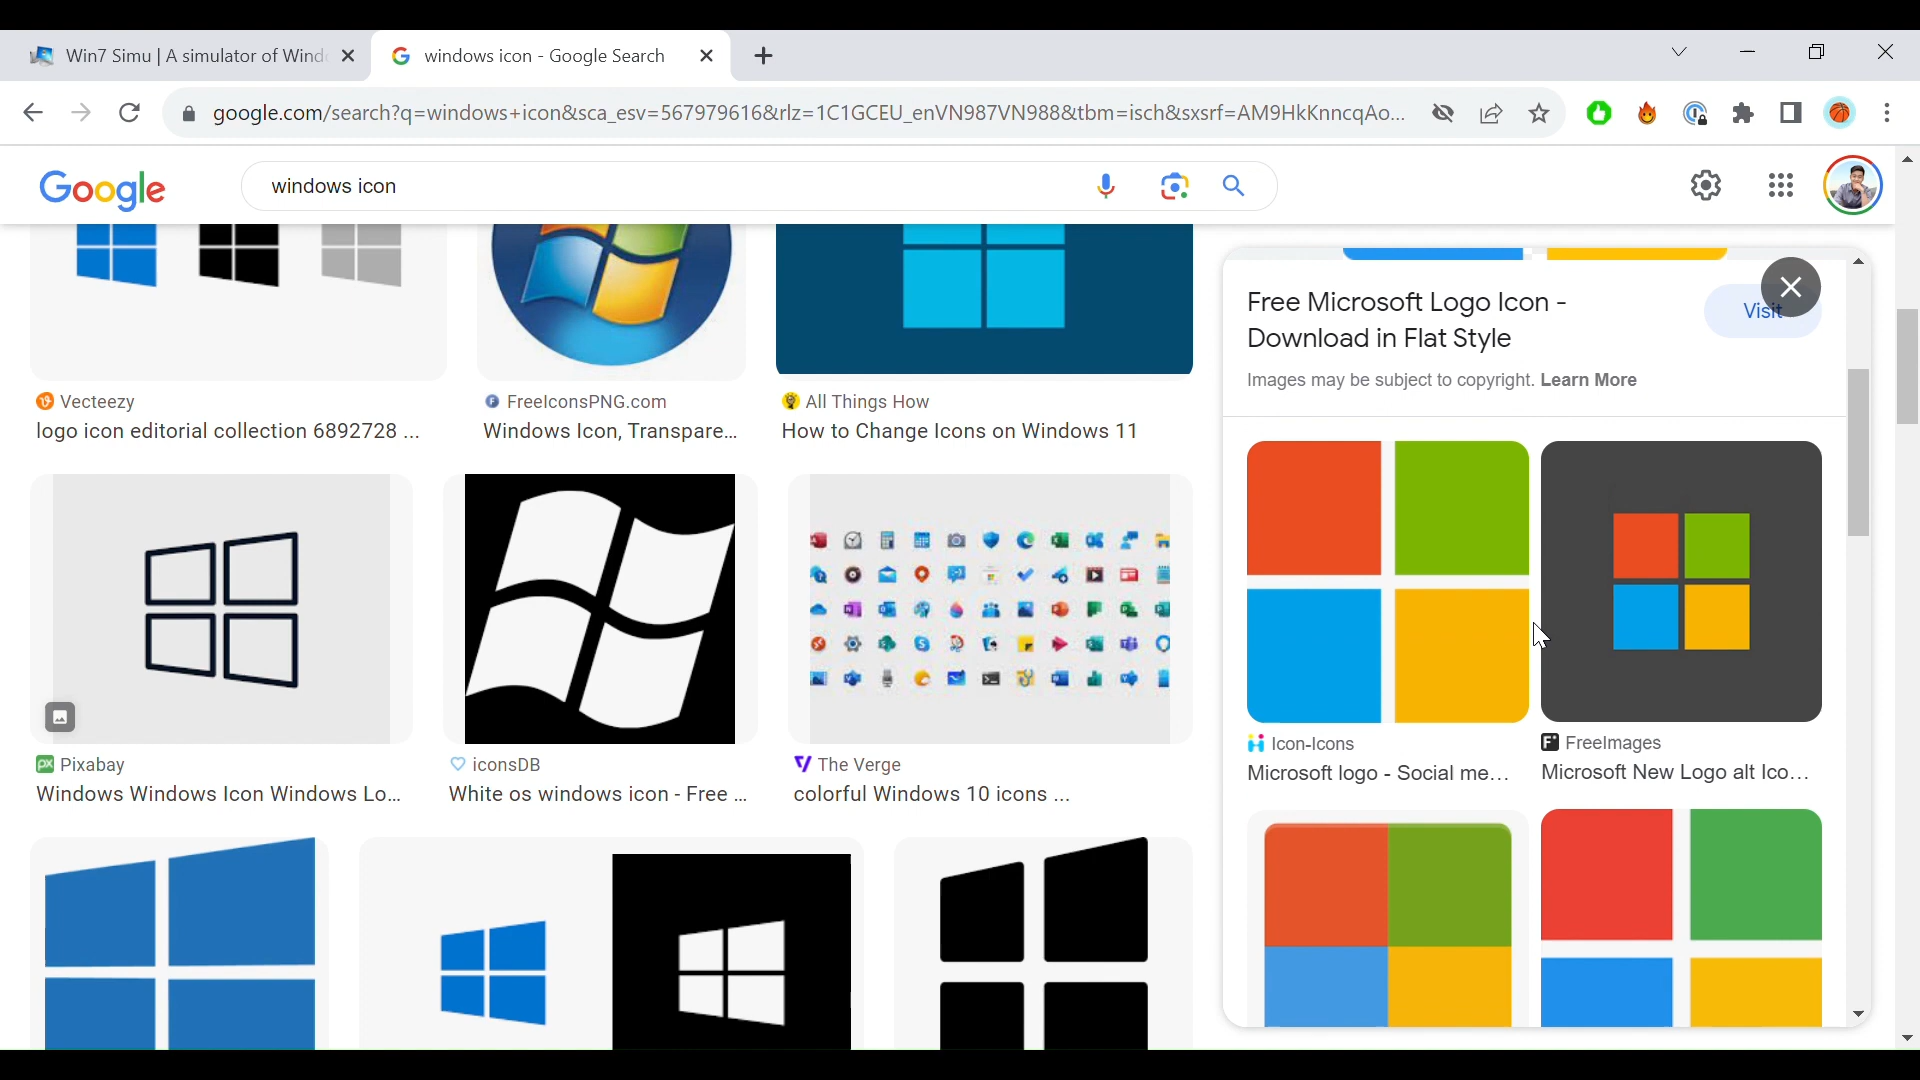 Win7 Simu | A simulator of Wind
windows icon - Google Search
google.com/search?q=windows+icon&sca_esv=567979616&rlz=1C1GCEU_enVN987VN988&tbm=isch&sxsrf=AM9HkKnncqAo...
Google
windows icon
Vecteezy
logo icon editorial collection 6892728 ...
FreeIconsPNG.com
Windows Icon, Transpare...
All Things How
How to Change Icons on Windows 11
Free Microsoft Logo Icon -
Download in Flat Style
Visit
Images may be subject to copyright. Learn More
Pixabay
Windows Windows Icon Windows Lo...
iconsDB
White os windows icon - Free ...
The Verge
colorful Windows 10 icons ...
Icon-Icons
Microsoft logo - Social me...
FreeImages
Microsoft New Logo alt Ico...